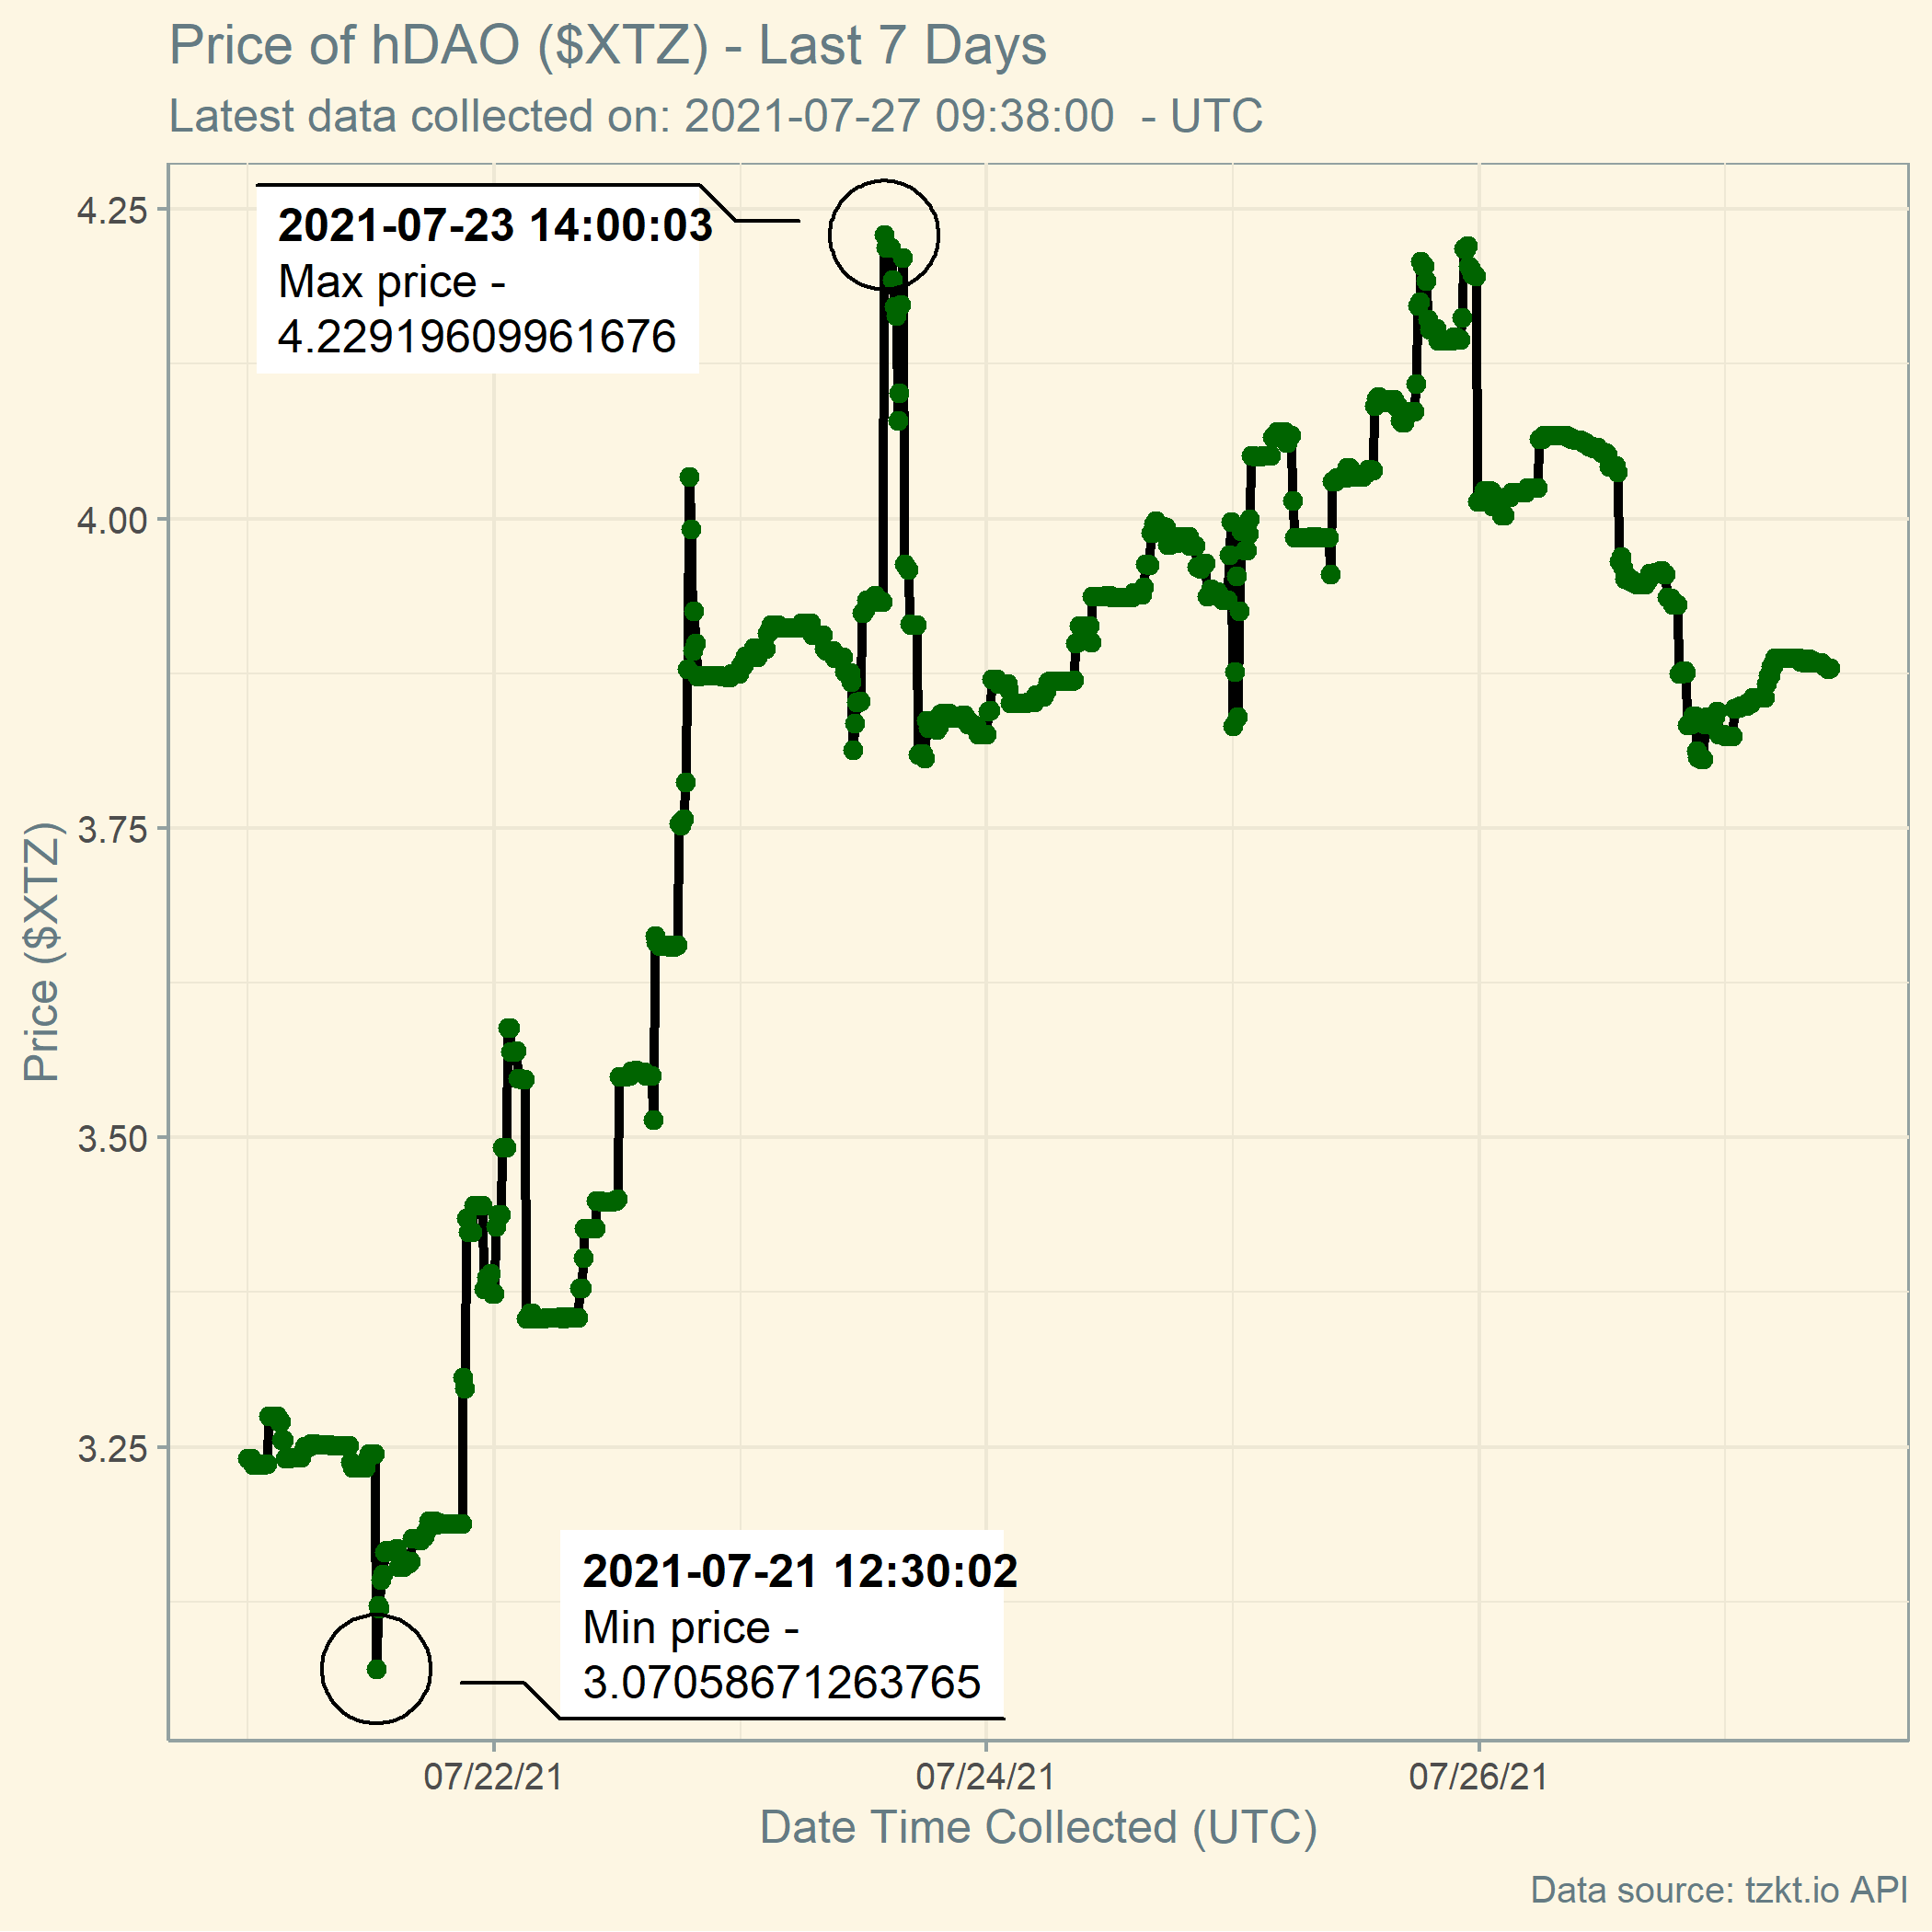 Price of hDAO ($XTZ) - Last 7 Days
Latest data collected on: 2021-07-27 09:38:00  - UTC
2021-07-23 14:00:03
Max price -
4.22919609961676
2021-07-21 12:30:02
Min price -
3.07058671263765
Price ($XTZ)
4.25
4.00
3.75
3.50
3.25
07/22/21
07/24/21
07/26/21
Date Time Collected (UTC)
Data source: tzkt.io API